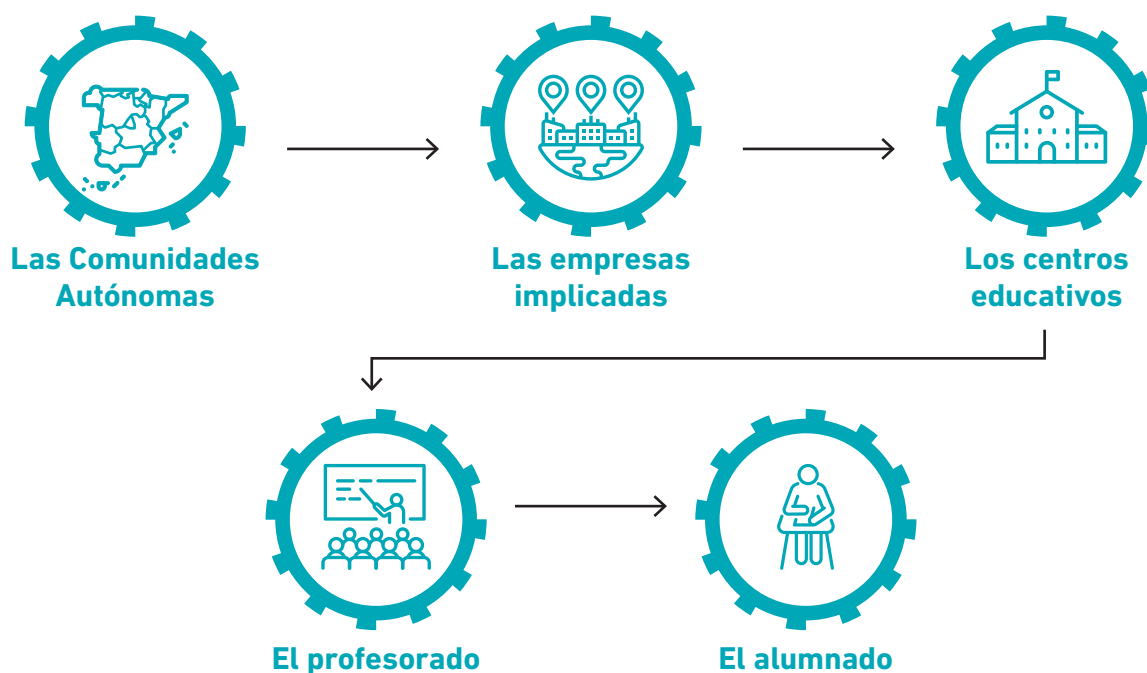 Las Comunidades
Autónomas
Las empresas
implicadas
Los centros
educativos
El profesorado
El alumnado